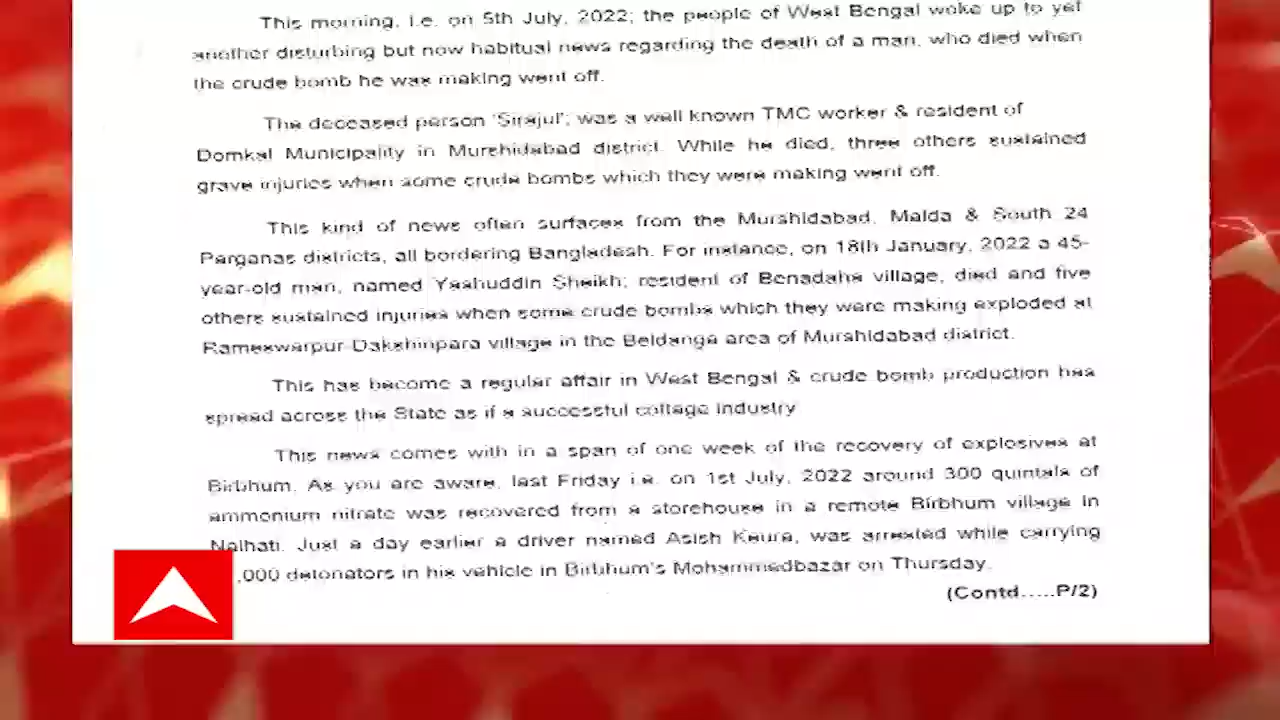 This morning, i.e. on 5th July, 2022; the people of West Bengal woke up to yet
another disturbing but now habitual news regarding the death of a man, who died when
the crude bomb he was making went off.
The deceased person 'Sirajul'; was a well known TMC worker & resident of
Domkal Municipality in Murshidabad district. While he died, three others sustained
grave injuries when some crude bombs which they were making went off.
This kind of news often surfaces from the Murshidabad, Malda & South 24
Parganas districts, all bordering Bangladesh. For instance, on 18th January, 2022 a 45-
year-old man, named Yashuddin Sheikh; resident of Benadaha village, died and five
others sustained injuries when some crude bombs which they were making exploded at
Rameswarpur-Dakshinpara village in the Beldanga area of Murshidabad district.
This has become a regular affair in West Bengal & crude bomb production has
spread across the State as if a successful cottage industry
This news comes with in a span of one week of the recovery of explosives at
Birbhum. As you are aware, last Friday i.e. on 1st July, 2022 around 300 quintals of
ammonium nitrate was recovered from a storehouse in a remote Birbhum village in
Nalhati. Just a day earlier a driver named Asish Keura, was arrested while carrying
,000 detonators in his vehicle in Birbhum's Mohammedbazar on Thursday.
(Contd.....P/2)